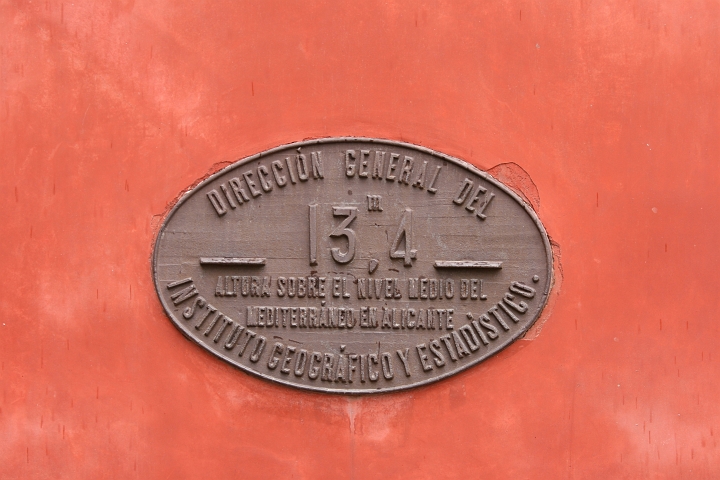 DIRECCIÓN GENERAL DEL
13,4 m
ALTURA SOBRE EL NIVEL MEDIO DEL
MEDITERRÁNEO EN ALICANTE
INSTITUTO GEOGRÁFICO Y ESTADÍSTICO.